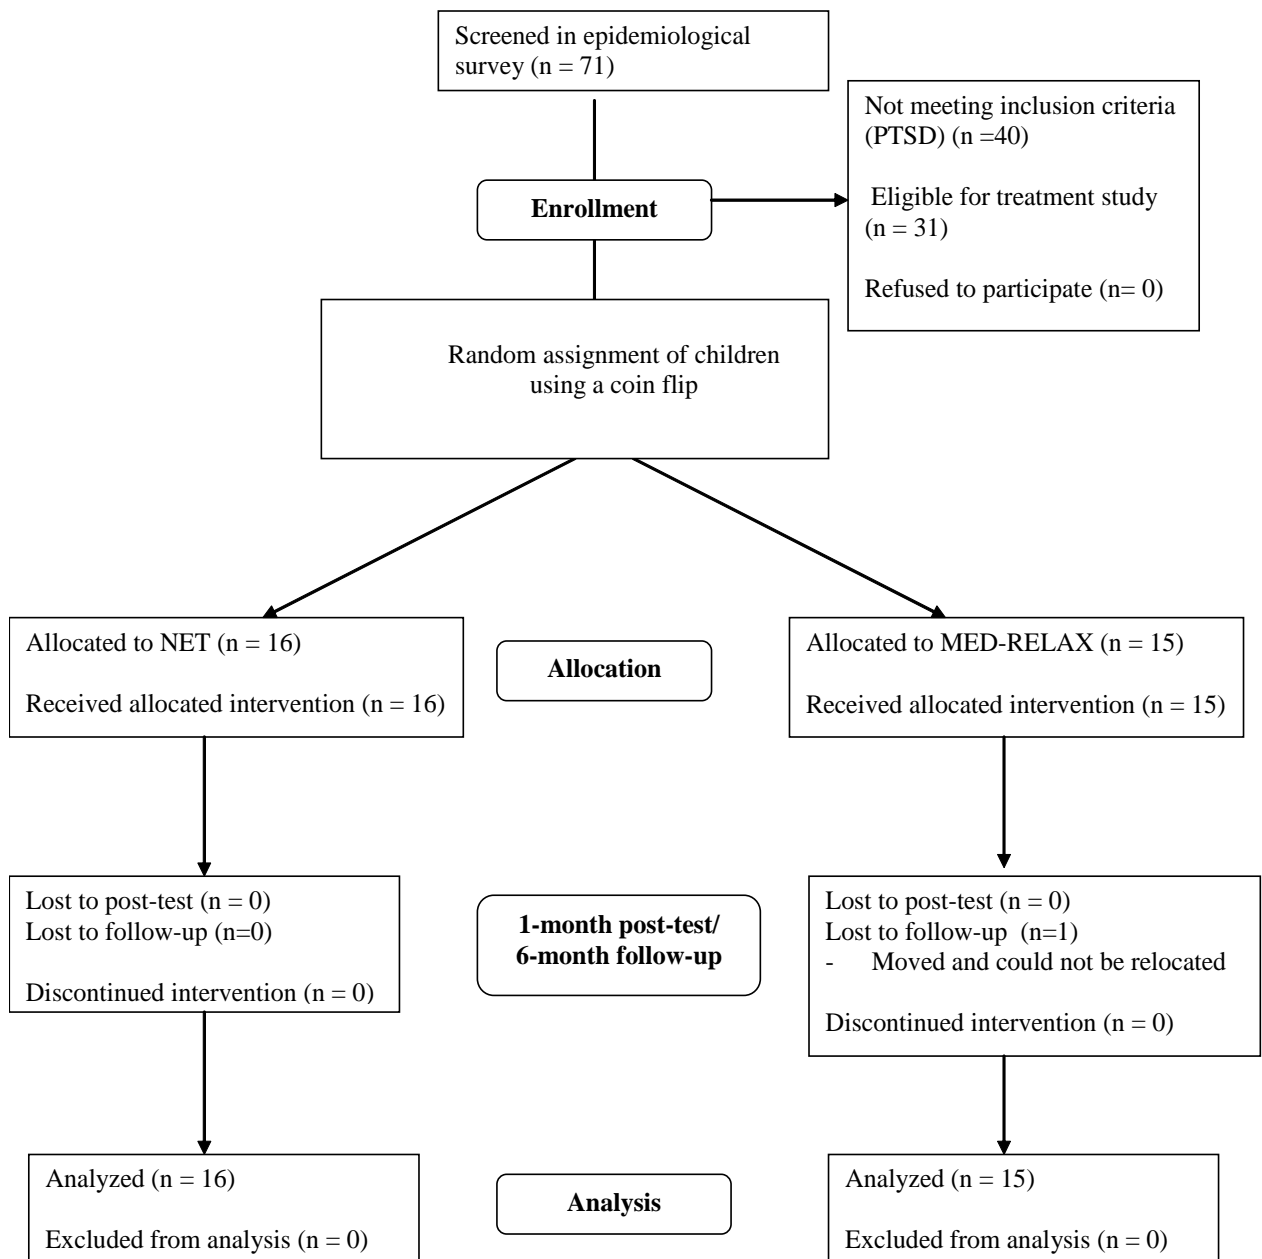 Screened in epidemiological
survey (n = 71)
Not meeting inclusion criteria
(PTSD) (n =40)
Eligible for treatment study
(n = 31)
Refused to participate (n= 0)
Enrollment
Random assignment of children
using a coin flip
Allocated to NET (n = 16)
Received allocated intervention (n = 16)
Allocation
Allocated to MED-RELAX (n = 15)
Received allocated intervention (n = 15)
Lost to post-test (n = 0)
Lost to follow-up (n=0)
Discontinued intervention (n = 0)
1-month post-test/
6-month follow-up
Lost to post-test (n = 0)
Lost to follow-up  (n=1)
-    Moved and could not be relocated
Discontinued intervention (n = 0)
Analyzed (n = 16)
Excluded from analysis (n = 0)
Analysis
Analyzed (n = 15)
Excluded from analysis (n = 0)